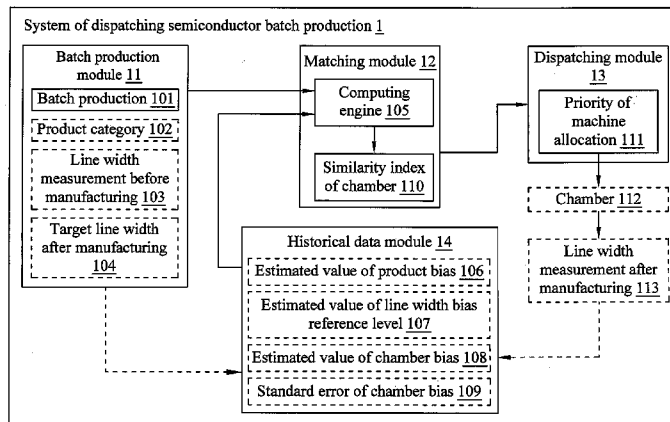 System of dispatching semiconductor batch production 1
Batch production
module 11
Batch production 101
Product category 102
Line width
measurement before
manufacturing 103
Target line width
after manufacturing
104
Matching module 12
Computing
engine 105
Similarity index
of chamber 110
Dispatching module
13
Priority of
machine
allocation 111
Chamber 112
Line width
measurement after
manufacturing 113
Historical data module 14
Estimated value of product bias 106
Estimated value of line width bias
reference level 107
Estimated value of chamber bias 108
Standard error of chamber bias 109